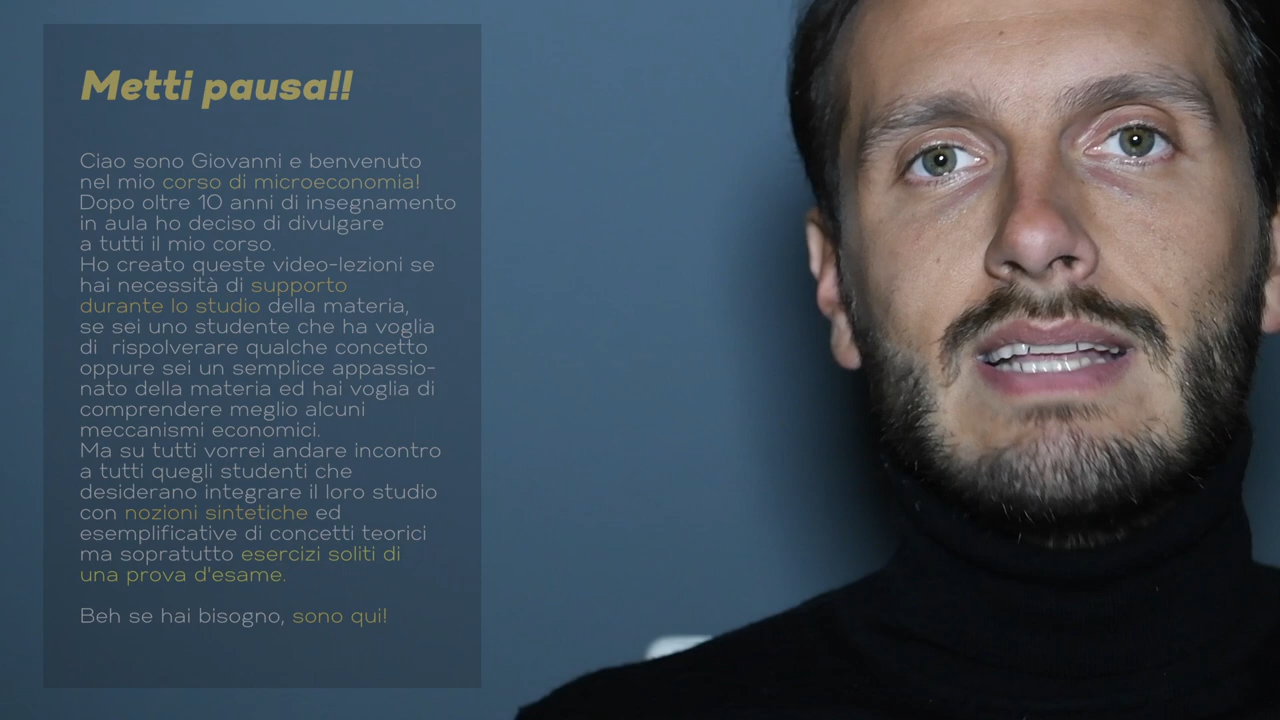 Metti pausa!!
Ciao sono Giovanni e benvenuto
nel mio corso di microeconomia!
Dopo oltre 10 anni di insegnamento
in aula ho deciso di divulgare
a tutti il mio corso.
Ho creato queste video-lezioni se
hai necessità di supporto
durante lo studio della materia,
se sei uno studente che ha voglia
di rispolverare qualche concetto
oppure sei un semplice appassio-
nato della materia ed hai voglia di
comprendere meglio alcuni
meccanismi economici.
Ma su tutti vorrei andare incontro
a tutti quegli studenti che
desiderano integrare il loro studio
con nozioni sintetiche ed
esemplificative di concetti teorici
ma sopratutto esercizi soliti di
una prova d'esame.
Beh se hai bisogno, sono qui!